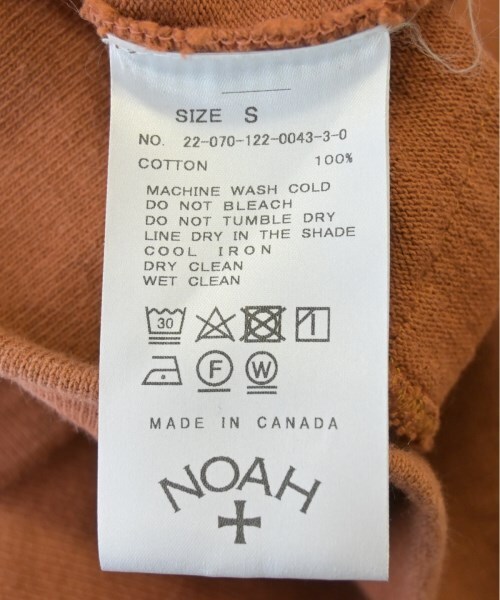 SIZE S
NO. 22-070-122-0043-3-0
COTTON 100%
MACHINE WASH COLD
DO NOT BLEACH
DO NOT TUMBLE DRY
LINE DRY IN THE SHADE
COOL IRON
DRY CLEAN
WET CLEAN
30
F W
MADE IN CANADA
NOAH